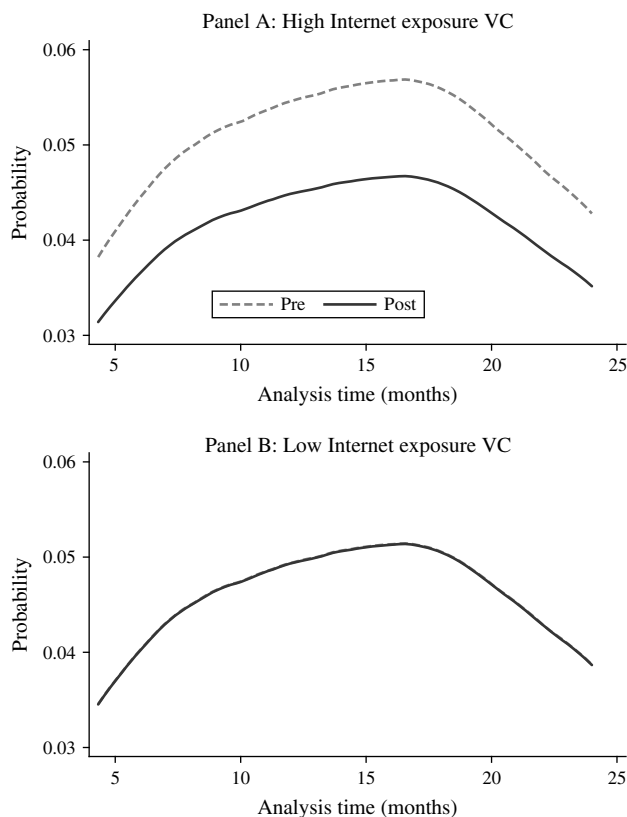 Panel A: High Internet exposure VC
0.06
0.05
0.04
0.03
Probability
Pre Post
5 10 15 20 25
Analysis time (months)
Panel B: Low Internet exposure VC
0.06
0.05
0.04
0.03
Probability
5 10 15 20 25
Analysis time (months)